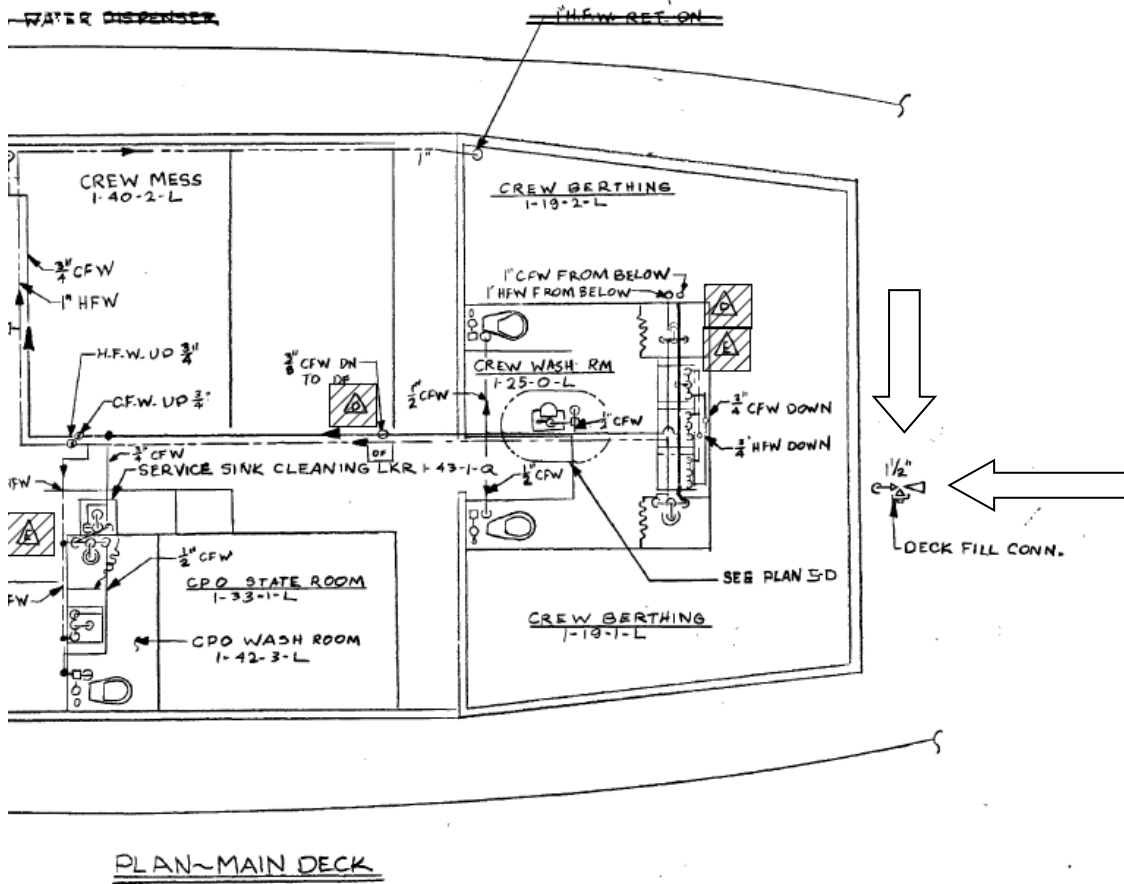 WATER DISPENSER
1" H.F.W. RET. DN
1"
CREW MESS
1-40-2-L
CREW BERTHING
1-19-2-L
3/4" CFW
1" HFW
1" CFW FROM BELOW
1" HFW FROM BELOW
D
E
H.F.W. UP 3/4"
3/8" CFW DN
TO DF
D
CREW WASH RM
1-25-0-L
1/2" CFW
1/2" CFW
3/4" CFW DOWN
C.F.W. UP 3/4"
3/4" HFW DOWN
3/4" CFW
DF
SERVICE SINK CLEANING LKR 1-43-1-Q
1/2" CFW
1 1/2"
HFW
E
DECK FILL CONN.
1/2" CFW
CPO STATE ROOM
1-33-1-L
SEE PLAN 5-D
FW
CREW BERTHING
1-19-1-L
CPO WASH ROOM
1-42-3-L
PLAN~MAIN DECK